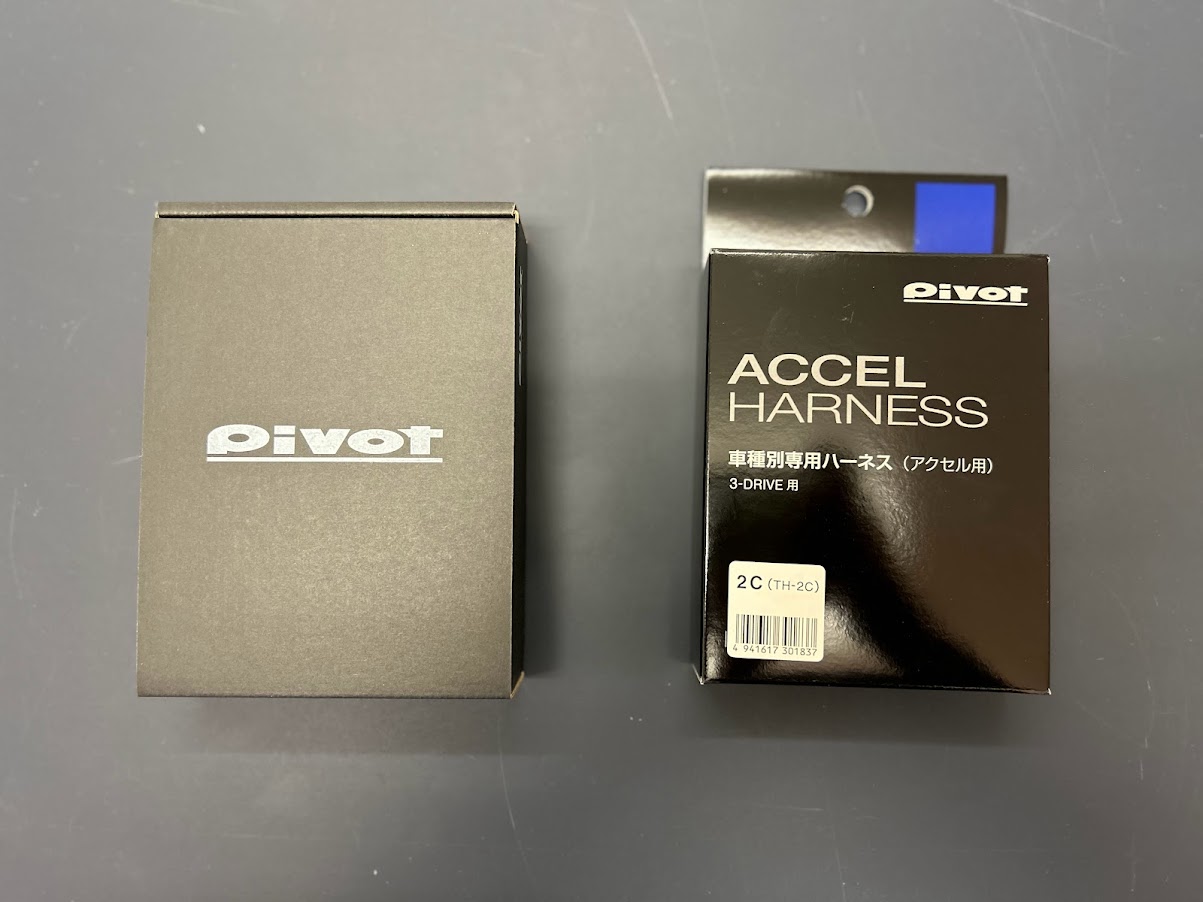 pivot
pivot
ACCEL
HARNESS
車種別専用ハーネス（アクセル用）
3-DRIVE 用
2C（TH-2C）
4 941617 301837